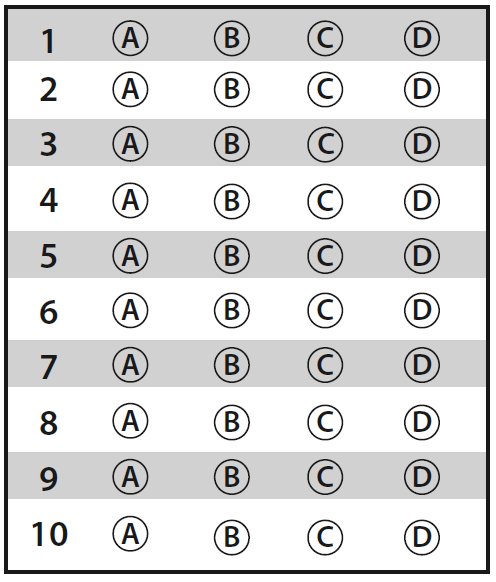 1 A B C D
2 A B C D
3 A B C D
4 A B C D
5 A B C D
6 A B C D
7 A B C D
8 A B C D
9 A B C D
10 A B C D